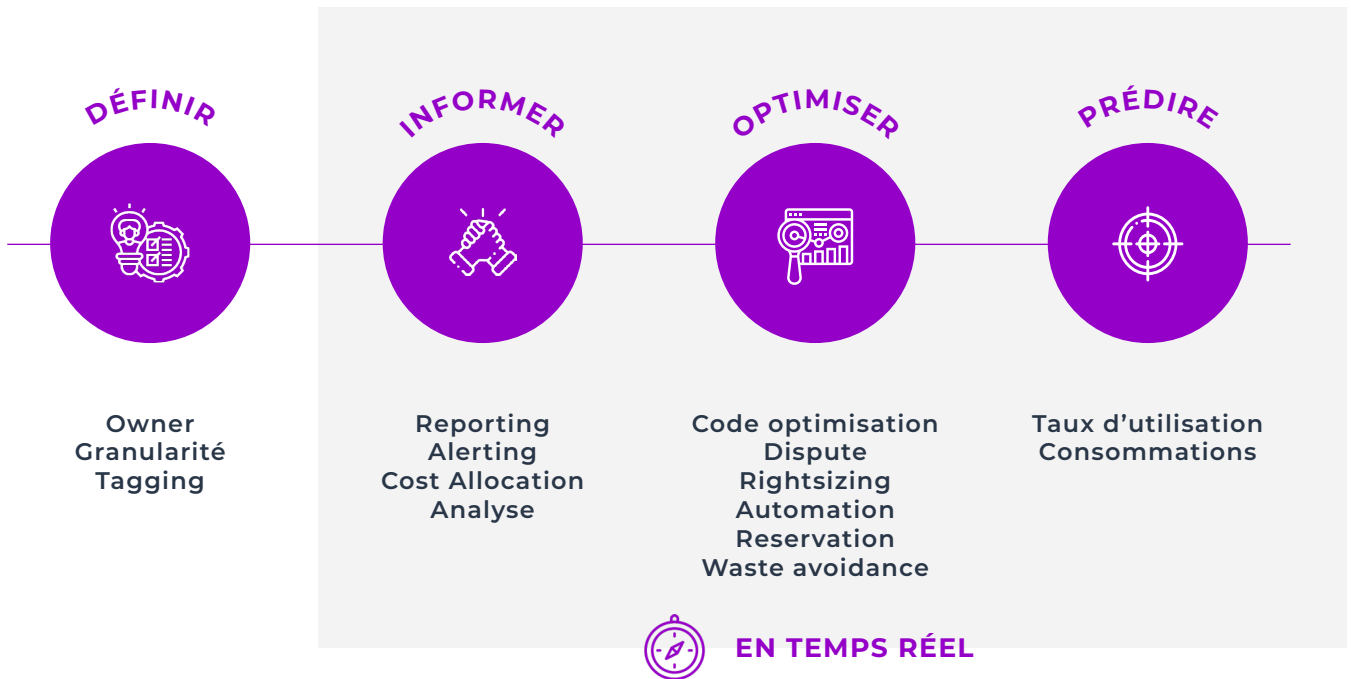 DÉFINIR
Owner
Granularité
Tagging
INFORMER
Reporting
Alerting
Cost Allocation
Analyse
OPTIMISER
Code optimisation
Dispute
Rightsizing
Automation
Reservation
Waste avoidance
PRÉDIRE
Taux d’utilisation
Consommations
EN TEMPS RÉEL